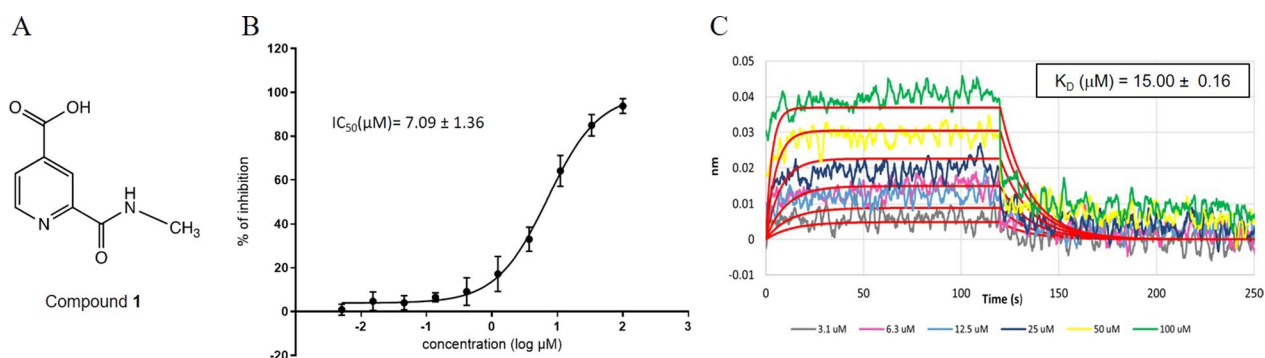 A
O
OH
N
O
H
N
CH3
Compound 1
B
120
100
80
60
40
20
0
-20
% of inhibition
IC50(μM)= 7.09 ± 1.36
-2
-1
0
1
2
3
concentration (log μM)
C
0.05
0.04
0.03
0.02
0.01
0
-0.01
nm
KD (μM) = 15.00 ± 0.16
0
50
100
150
200
250
Time (s)
3.1 uM 6.3 uM 12.5 uM 25 uM 50 uM 100 uM